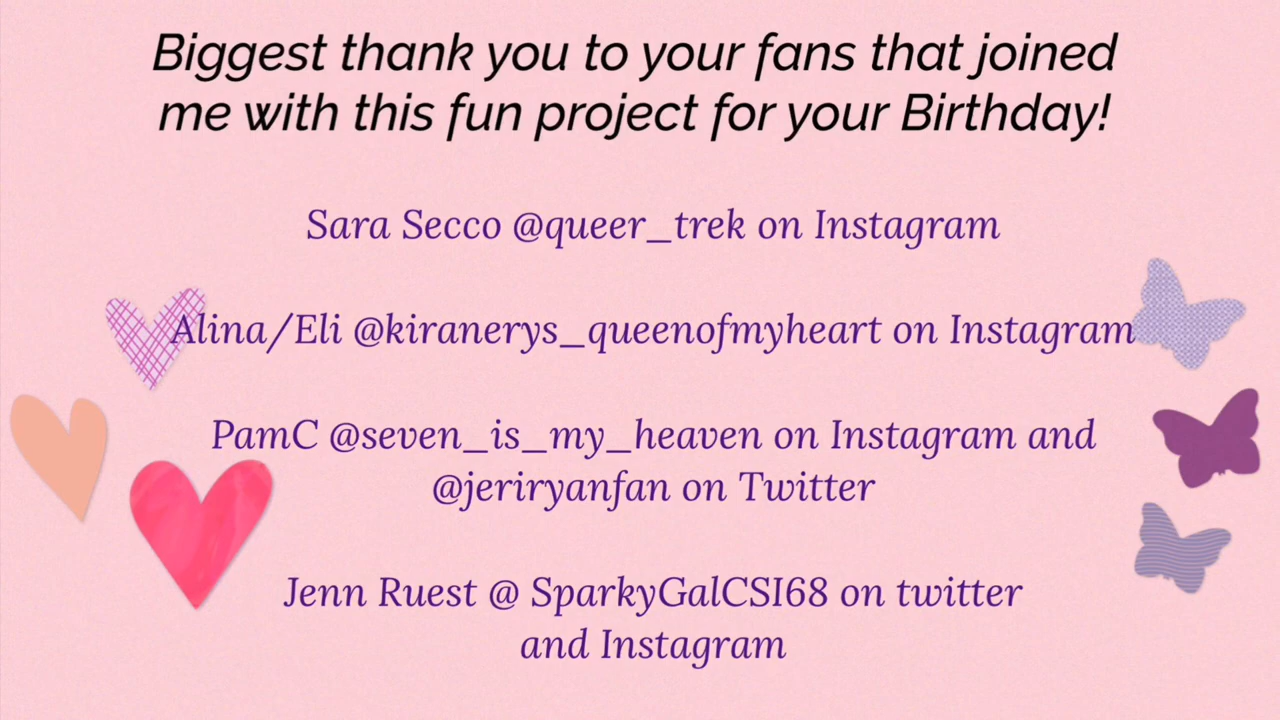 Biggest thank you to your fans that joined
me with this fun project for your Birthday!
Sara Secco @queer_trek on Instagram
Alina/Eli @kiranerys_queenofmyheart on Instagram
PamC @seven_is_my_heaven on Instagram and
@jeriryanfan on Twitter
Jenn Ruest @ SparkyGalCSI68 on twitter
and Instagram